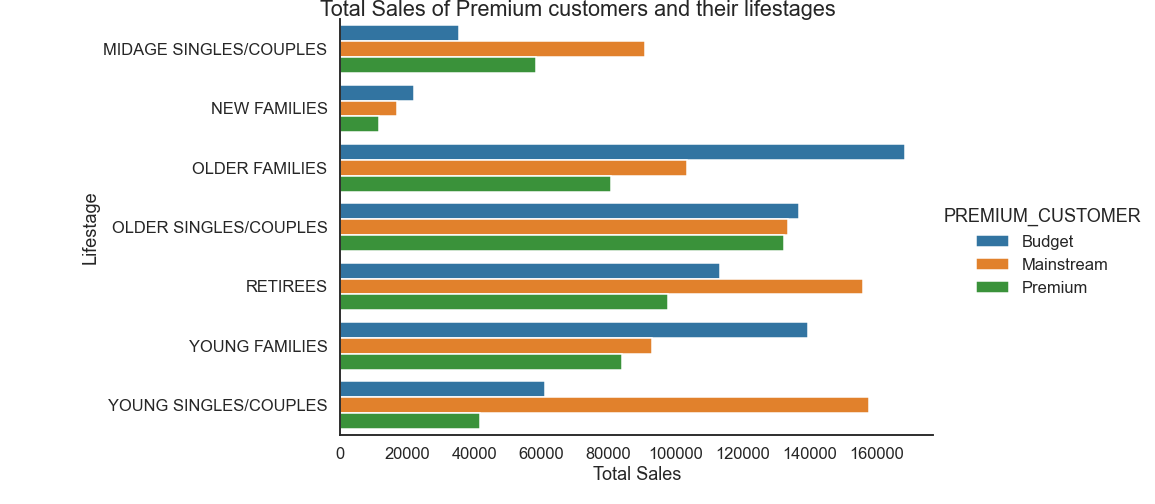 Total Sales of Premium customers and their lifestages
MIDAGE SINGLES/COUPLES
NEW FAMILIES
OLDER FAMILIES
OLDER SINGLES/COUPLES
RETIREES
YOUNG FAMILIES
YOUNG SINGLES/COUPLES
Lifestage
0 20000 40000 60000 80000 100000 120000 140000 160000
Total Sales
PREMIUM_CUSTOMER
Budget
Mainstream
Premium